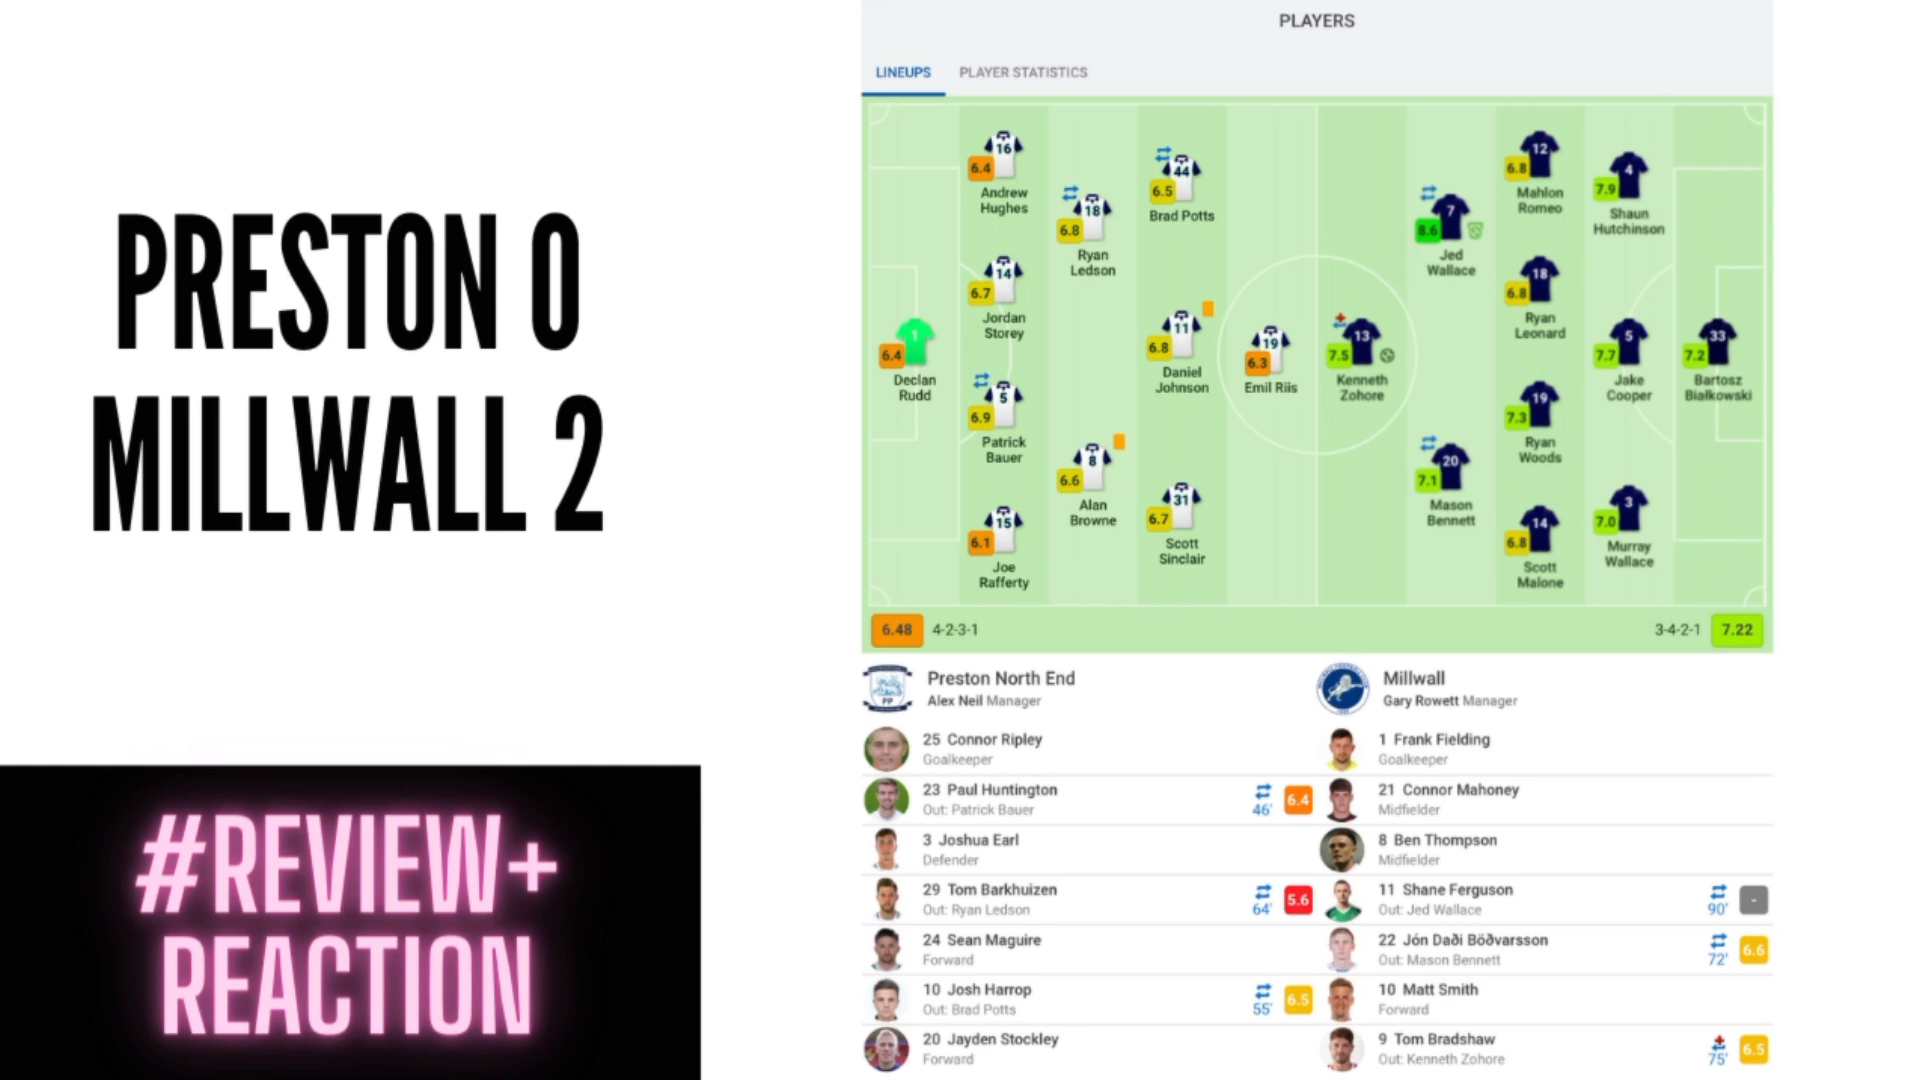 PRESTON 0
MILLWALL 2
#REVIEW+
REACTION
PLAYERS
LINEUPS PLAYER STATISTICS
16
6.4
Andrew
Hughes
14
6.7
Jordan
Storey
1
6.4
Declan
Rudd
5
6.9
Patrick
Bauer
15
6.1
Joe
Rafferty
18
6.8
Ryan
Ledson
8
6.6
Alan
Browne
44
6.5
Brad Potts
11
6.8
Daniel
Johnson
31
6.7
Scott
Sinclair
19
6.3
Emil Riis
13
7.5
Kenneth
Zohore
7
8.6
Jed
Wallace
20
7.1
Mason
Bennett
12
6.8
Mahlon
Romeo
18
6.8
Ryan
Leonard
19
7.3
Ryan
Woods
14
6.8
Scott
Malone
4
7.9
Shaun
Hutchinson
5
7.7
Jake
Cooper
3
7.0
Murray
Wallace
33
7.2
Bartosz
Białkowski
6.48 4-2-3-1
3-4-2-1 7.22
PP
Preston North End
Alex Neil Manager
25 Connor Ripley
Goalkeeper
23 Paul Huntington
Out: Patrick Bauer
46' 6.4
3 Joshua Earl
Defender
29 Tom Barkhuizen
Out: Ryan Ledson
64' 5.6
24 Sean Maguire
Forward
10 Josh Harrop
Out: Brad Potts
55' 6.5
20 Jayden Stockley
Forward
Millwall
Gary Rowett Manager
1 Frank Fielding
Goalkeeper
21 Connor Mahoney
Midfielder
8 Ben Thompson
Midfielder
11 Shane Ferguson
Out: Jed Wallace
90' -
22 Jón Daði Böðvarsson
Out: Mason Bennett
72' 6.6
10 Matt Smith
Forward
9 Tom Bradshaw
Out: Kenneth Zohore
75' 6.5